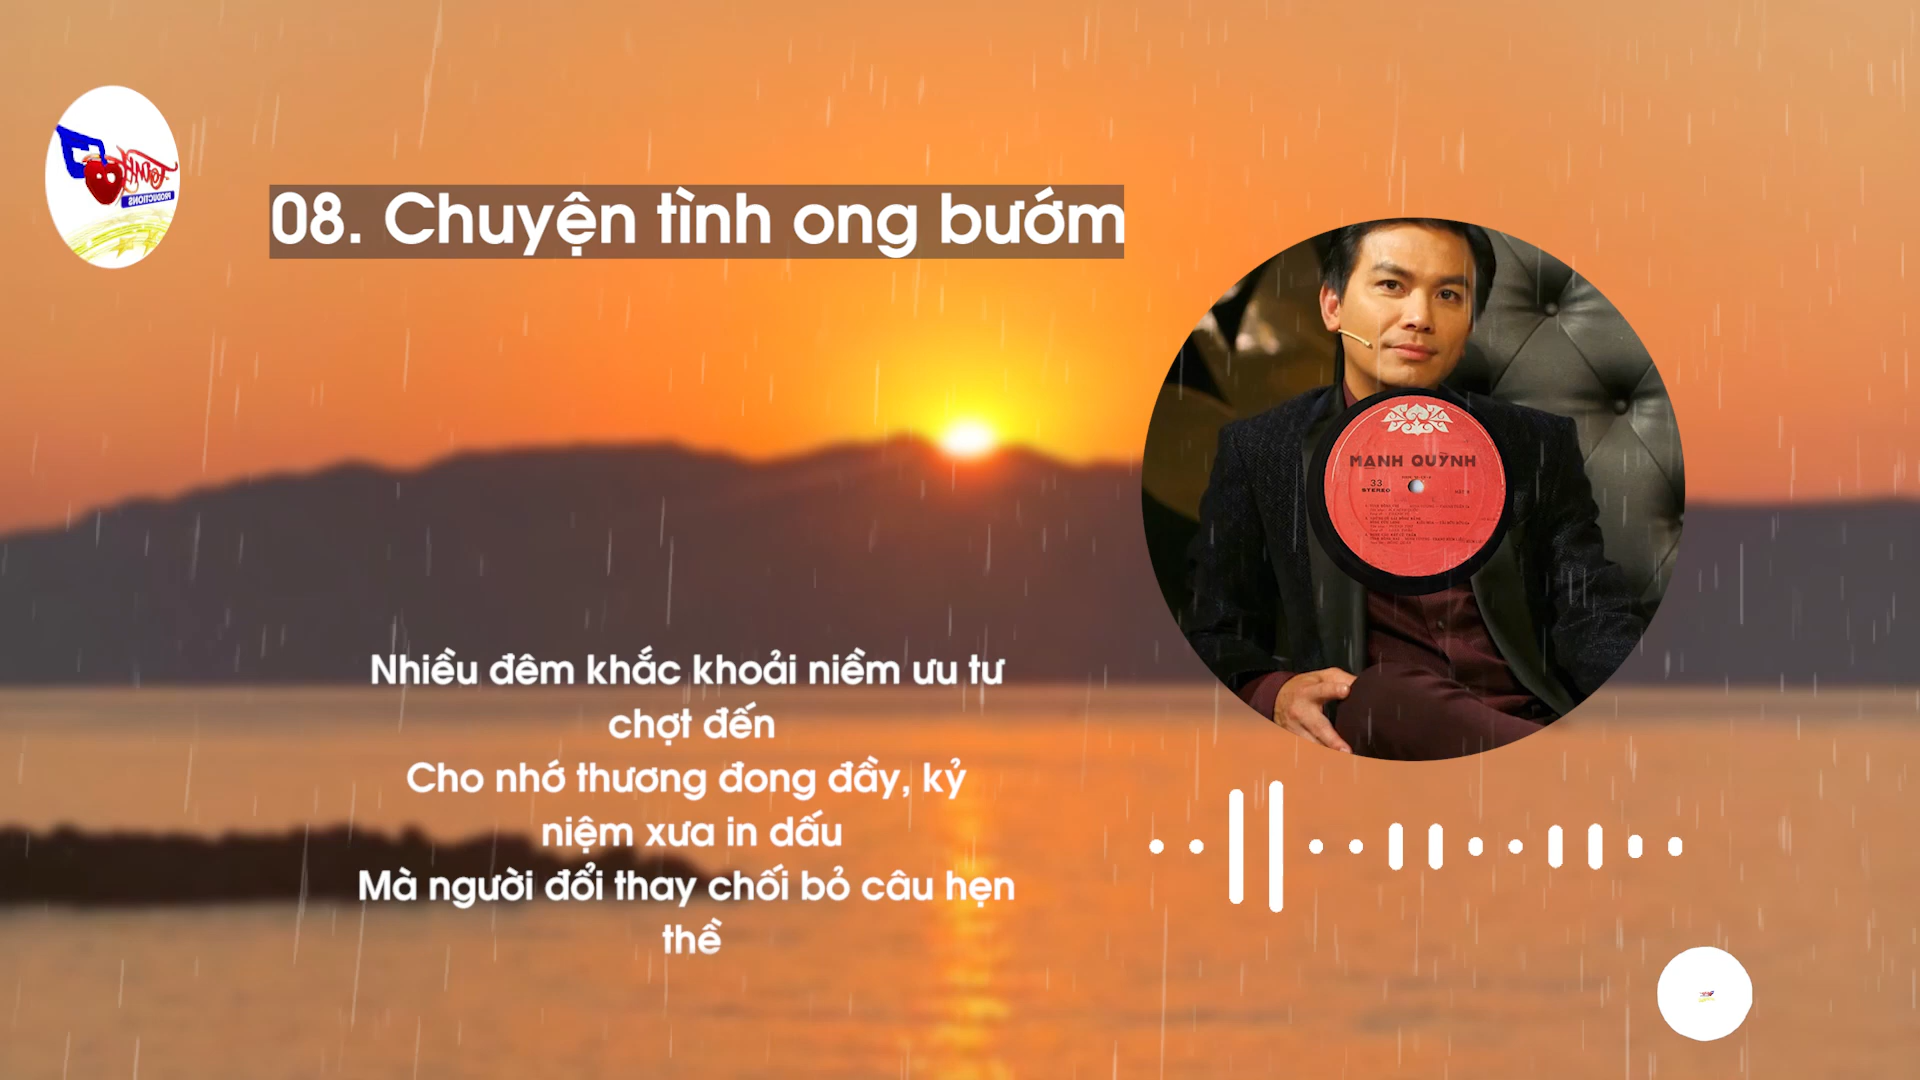 08. Chuyện tình ong bướm
MẠNH QUỲNH
33
STEREO
Nhiều đêm khắc khoải niềm ưu tư
chợt đến
Cho nhớ thương đong đầy, kỷ
niệm xưa in dấu
Mà người đổi thay chối bỏ câu hẹn
thề
PRODUCTIONS